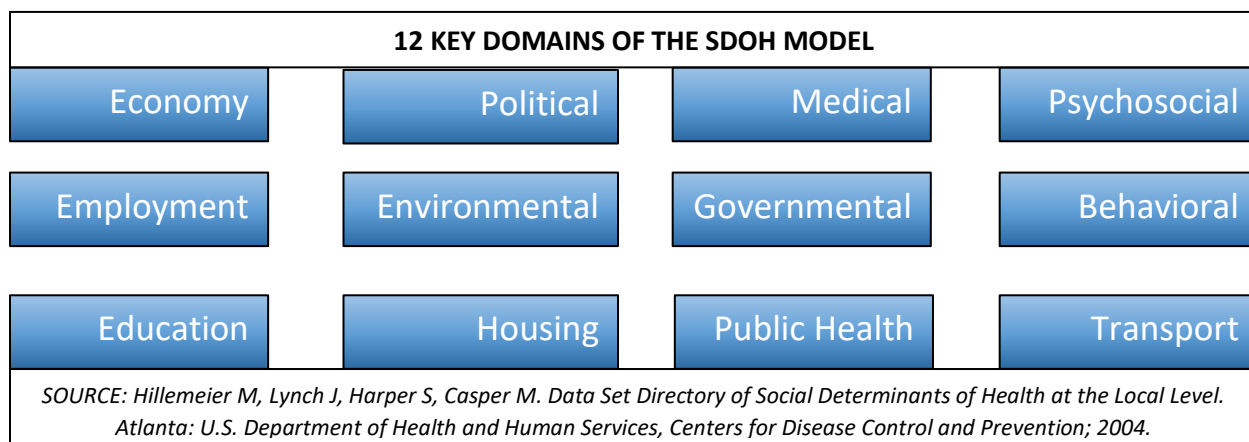 12 KEY DOMAINS OF THE SDOH MODEL
Economy
Political
Medical
Psychosocial
Employment
Environmental
Governmental
Behavioral
Education
Housing
Public Health
Transport
SOURCE: Hillemeier M, Lynch J, Harper S, Casper M. Data Set Directory of Social Determinants of Health at the Local Level.
Atlanta: U.S. Department of Health and Human Services, Centers for Disease Control and Prevention; 2004.